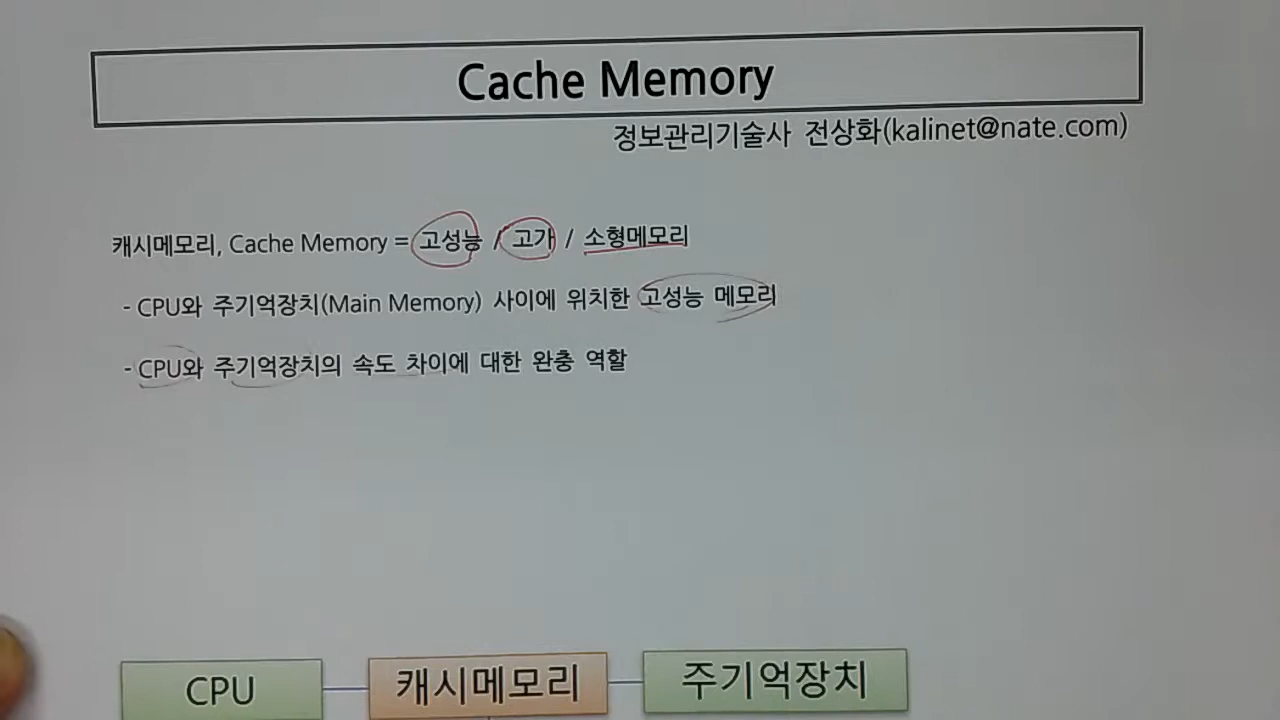 Cache Memory
정보관리기술사 전상화(kalinet@nate.com)
캐시메모리, Cache Memory = 고성능 / 고가 / 소형메모리
- CPU와 주기억장치(Main Memory) 사이에 위치한 고성능 메모리
- CPU와 주기억장치의 속도 차이에 대한 완충 역할
CPU 캐시메모리 주기억장치